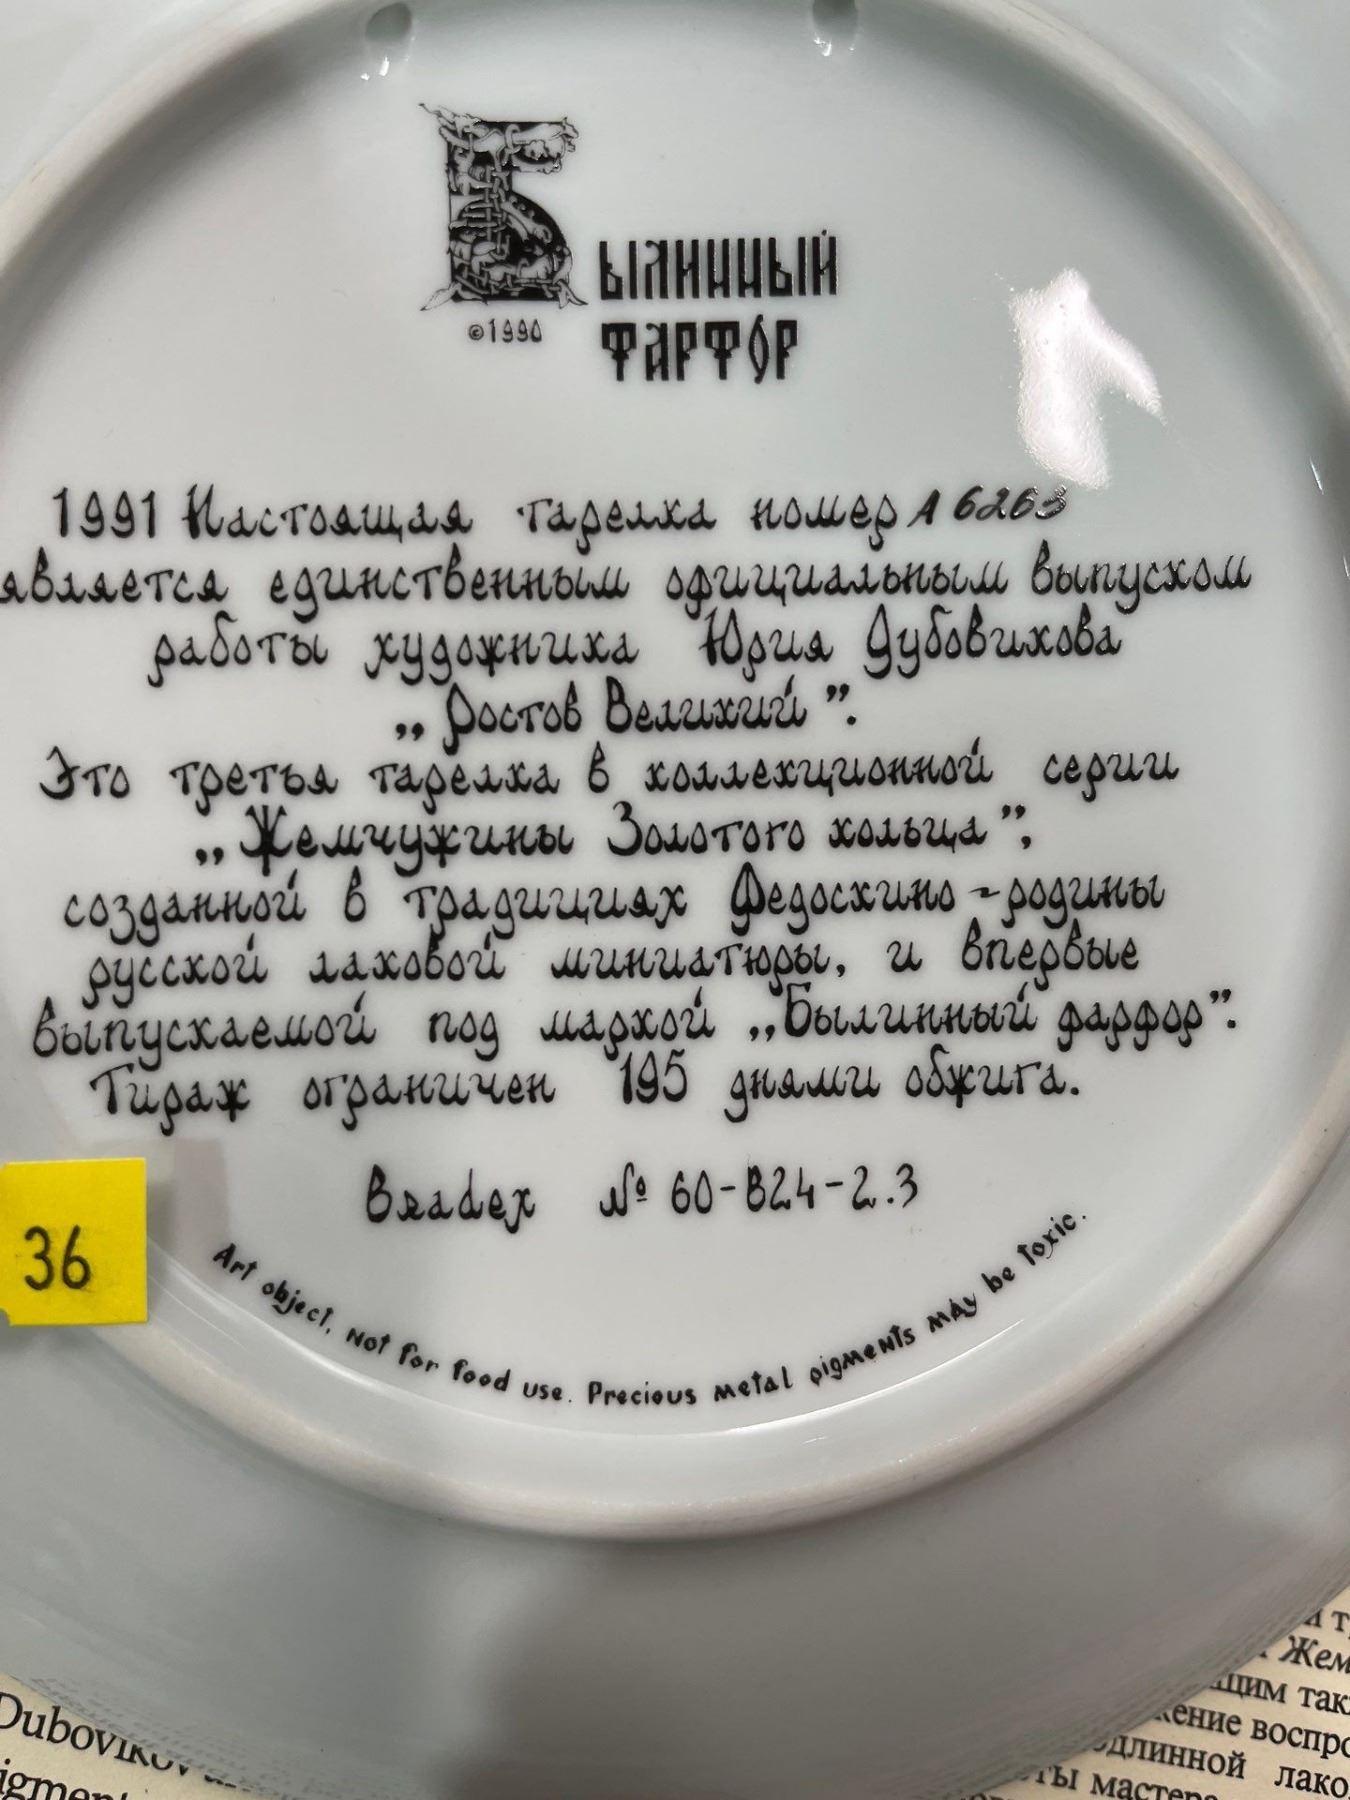 Былинный
фарфор
©1990
1991 Настоящая тарелка номер А 6263
является единственным официальным выпуском
работы художника Юрия Дубовикова
„Ростов Великий”.
Это третья тарелка в коллекционной серии
„Жемчужины Золотого кольца”,
созданной в традициях Федоскино - родины
русской лаковой миниатюры, и впервые
выпускаемой под маркой „Былинный фарфор”.
Тираж ограничен 195 днями обжига.
Bradex № 60-B24-2.3
36
Art object, not for food use. Precious metal pigments may be toxic.
Dubovikov
Жем
щим так
жение воспро
длинной лако
ты мастера